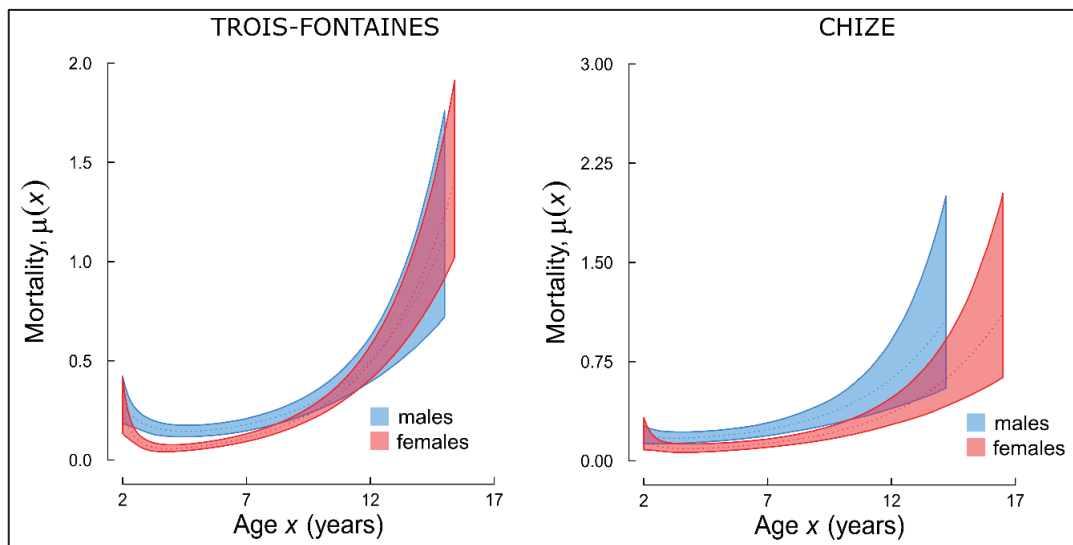 TROIS-FONTAINES
Mortality, μ(x)
2.0
1.5
1.0
0.5
0.0
males
females
2 7 12 17
Age x (years)
CHIZE
Mortality, μ(x)
3.00
2.25
1.50
0.75
0.00
males
females
2 7 12 17
Age x (years)